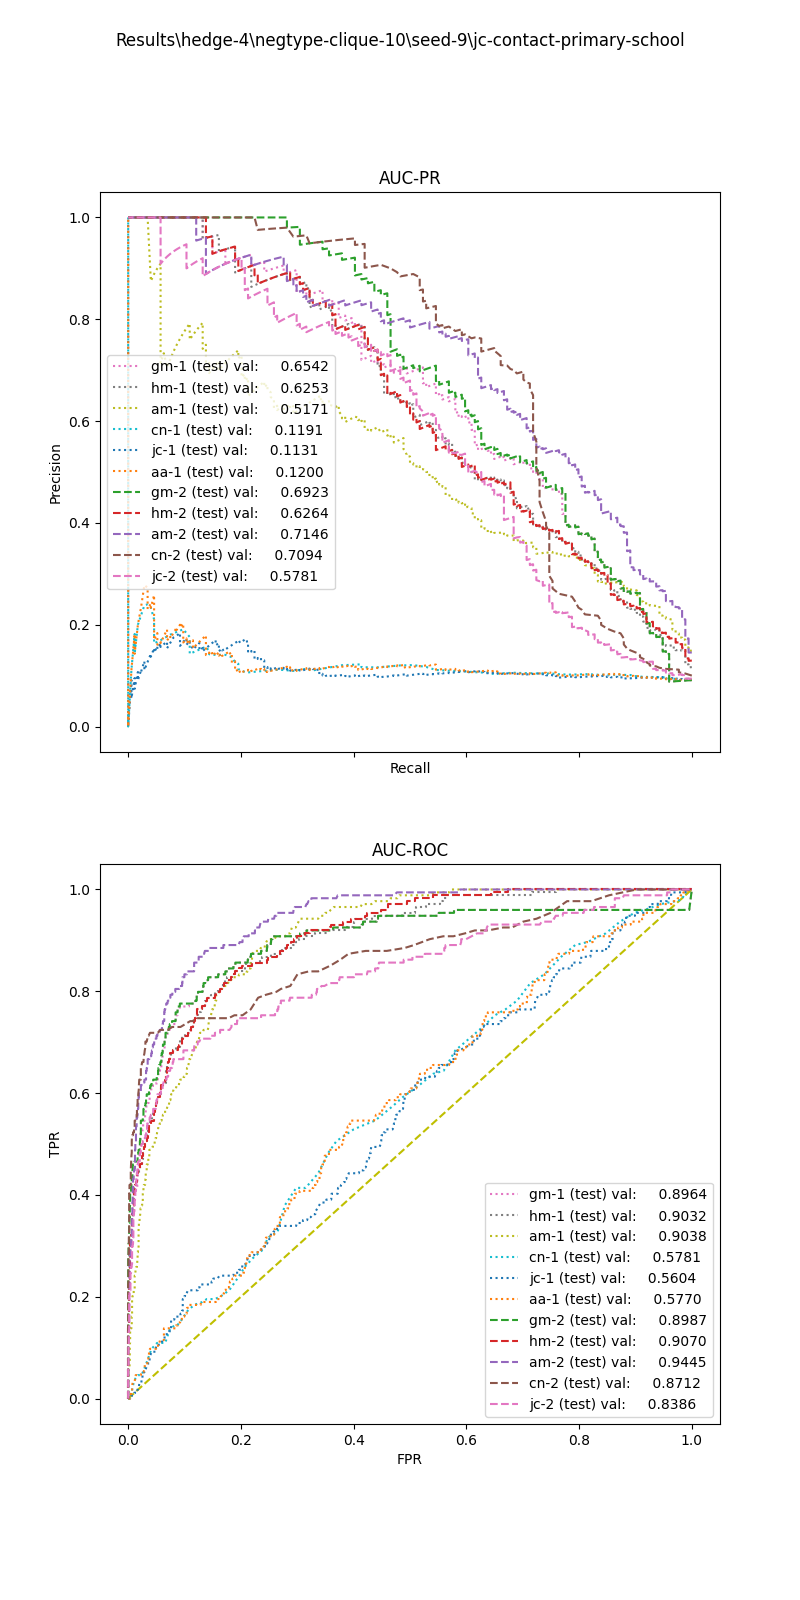 Results\hedge-4\negtype-clique-10\seed-9\jc-contact-primary-school
AUC-PR
1.0
0.8
0.6
0.4
0.2
0.0
Precision
gm-1 (test) val: 0.6542
hm-1 (test) val: 0.6253
am-1 (test) val: 0.5171
cn-1 (test) val: 0.1191
jc-1 (test) val: 0.1131
aa-1 (test) val: 0.1200
gm-2 (test) val: 0.6923
hm-2 (test) val: 0.6264
am-2 (test) val: 0.7146
cn-2 (test) val: 0.7094
jc-2 (test) val: 0.5781
Recall
AUC-ROC
1.0
0.8
0.6
0.4
0.2
0.0
TPR
gm-1 (test) val: 0.8964
hm-1 (test) val: 0.9032
am-1 (test) val: 0.9038
cn-1 (test) val: 0.5781
jc-1 (test) val: 0.5604
aa-1 (test) val: 0.5770
gm-2 (test) val: 0.8987
hm-2 (test) val: 0.9070
am-2 (test) val: 0.9445
cn-2 (test) val: 0.8712
jc-2 (test) val: 0.8386
0.0 0.2 0.4 0.6 0.8 1.0
FPR